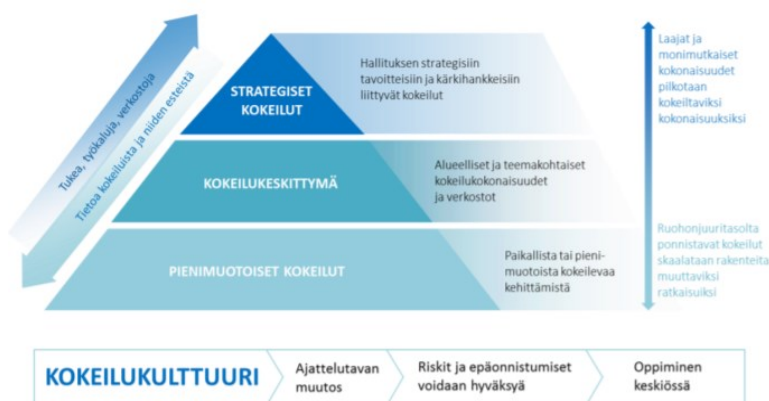 Tukea, työkaluja, verkostoja
Tietoa kokeiluista ja niiden esteistä
STRATEGISET
KOKEILUT
Hallituksen strategisiin
tavoitteisiin ja kärkihankkeisiin
liittyvät kokeilut
Laajat ja
monimutkaiset
kokonaisuudet
pilkotaan
kokeiltaviksi
kokonaisuuksiksi
KOKEILUKESKITTYMÄ
Alueelliset ja teemakohtaiset
kokeilukokonaisuudet
ja verkostot
PIENIMUOTOISET KOKEILUT
Paikallista tai pieni-
muotoista kokeilevaa
kehittämistä
Ruohonjuuritasolta
ponnistavat kokeilut
skaalataan rakenteita
muuttaviksi
ratkaisuiksi
KOKEILUKULTTUURI
Ajattelutavan
muutos
Riskit ja epäonnistumiset
voidaan hyväksyä
Oppiminen
keskiössä